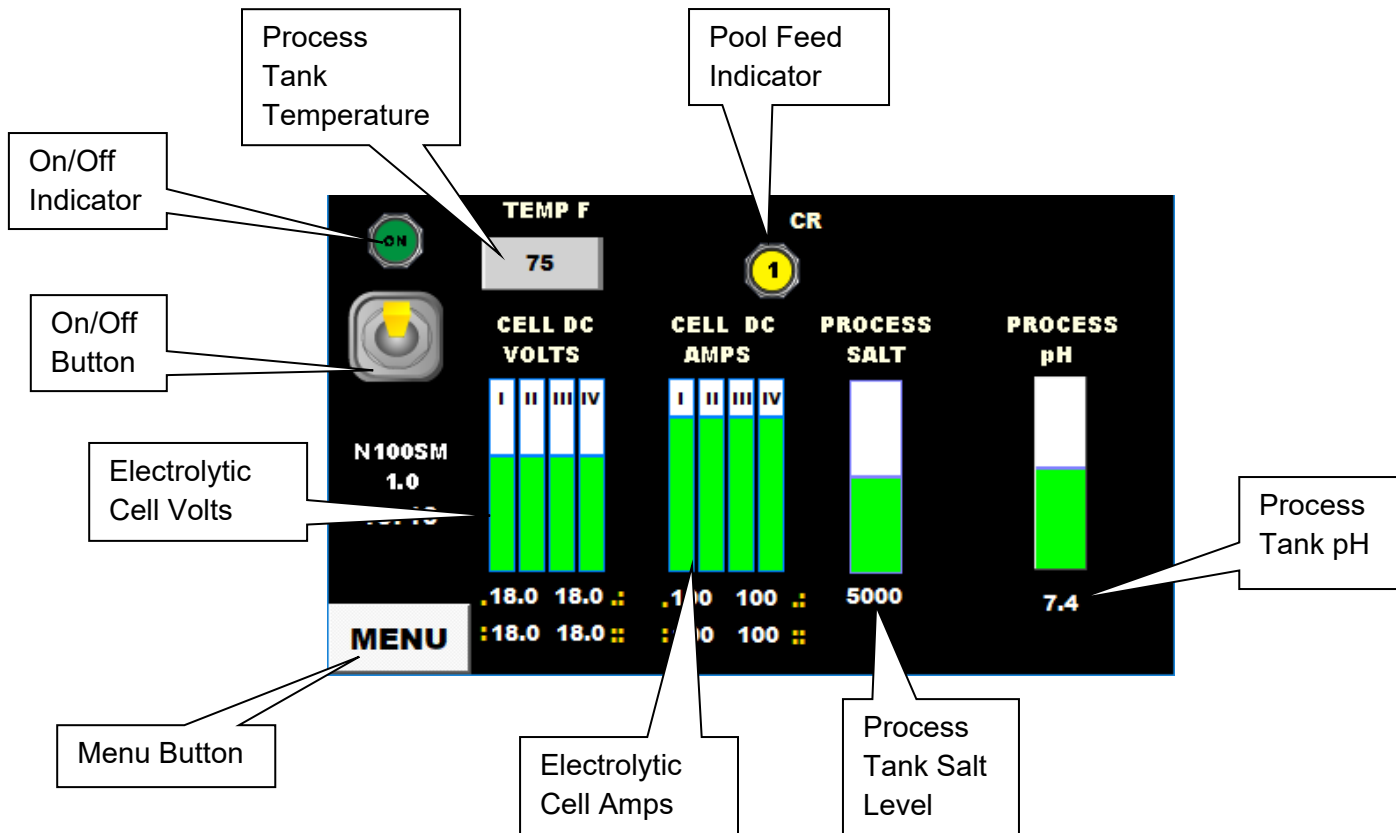 Process
Tank
Temperature
Pool Feed
Indicator
On/Off
Indicator
ON
TEMP F
75
CR
1
On/Off
Button
CELL DC
VOLTS
CELL DC
AMPS
PROCESS
SALT
PROCESS
pH
I II III IV
I II III IV
N100SM
1.0
Electrolytic
Cell Volts
Process
Tank pH
.18.0 18.0 .:
:18.0 18.0 ::
100 .:
100 ::
5000
7.4
MENU
Menu Button
Electrolytic
Cell Amps
Process
Tank Salt
Level